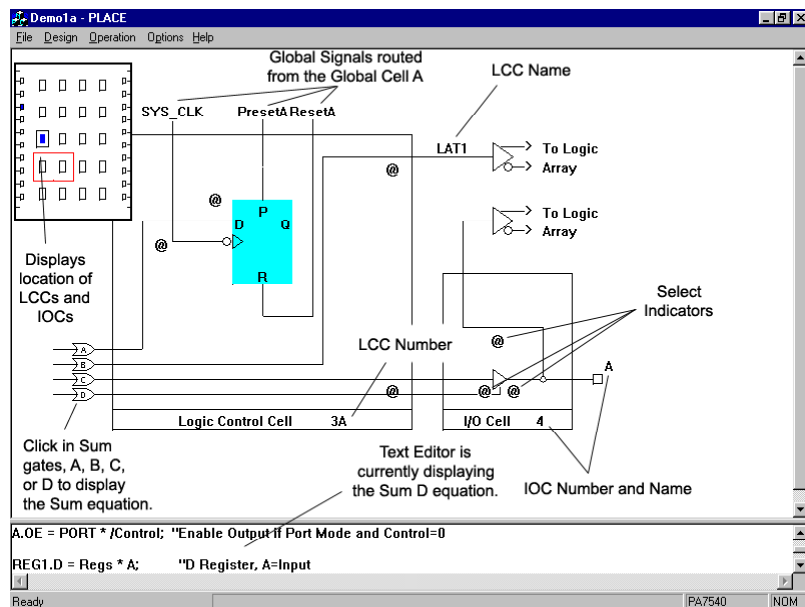 Demo1a - PLACE
File Design Operation Options Help
Global Signals routed
from the Global Cell A
LCC Name
SYS_CLK
PresetA
ResetA
LAT1
To Logic
Array
@
@
P
D
Q
To Logic
Array
@
R
Displays
location of
LCCs and
IOCs
Select
Indicators
LCC Number
@
A
B
C
D
A
@
@
@
Logic Control Cell 3A
I/O Cell 4
Click in Sum
gates, A, B, C,
or D to display
the Sum equation.
Text Editor is
currently displaying
the Sum D equation.
IOC Number and Name
A.OE = PORT * /Control; "Enable Output if Port Mode and Control=0
REG1.D = Regs * A; "D Register, A=Input
Ready
PA7540
NOM